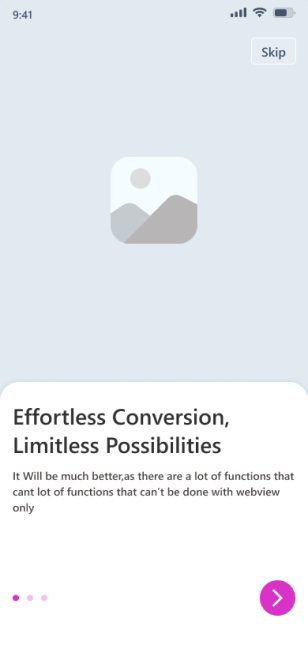 9:41
Skip
Effortless Conversion,
Limitless Possibilities
It Will be much better,as there are a lot of functions that
cant lot of functions that can't be done with webview
only